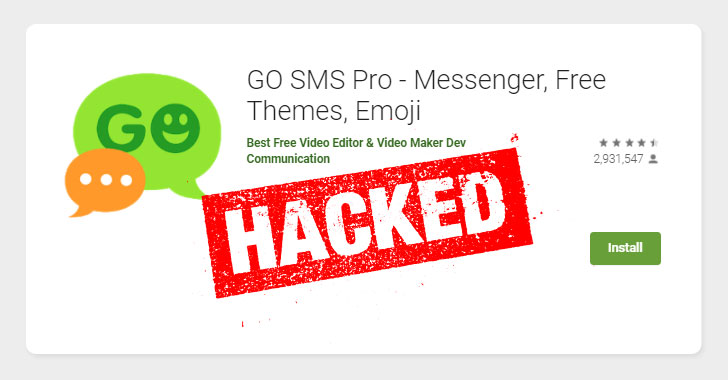 GO
GO SMS Pro - Messenger, Free
Themes, Emoji
Best Free Video Editor & Video Maker Dev
Communication
2,931,547
HACKED
Install